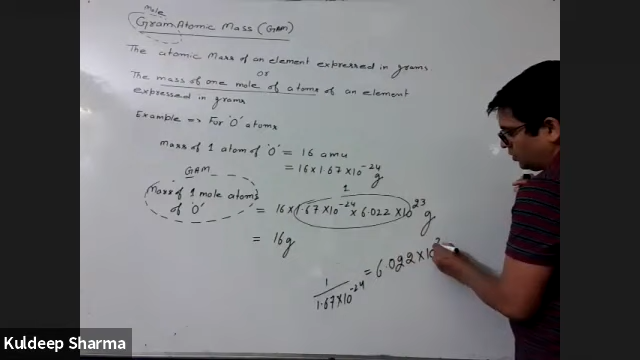 Mole
Gram Atomic Mass (GAM)
The atomic Mass of an element expressed in grams
or
The mass of one mole of atoms of an element
expressed in grams
Example => For 'O' atoms
Mass of 1 atom of 'O' = 16 amu
= 16 × 1.67 × 10⁻²⁴ g
GAM
Mass of 1 mole atoms of 'O' = 16 × 1.67 × 10⁻²⁴ × 6.022 × 10²³ g
1
= 16g
1 / 1.67 × 10⁻²⁴ = 6.022 × 10²
Kuldeep Sharma